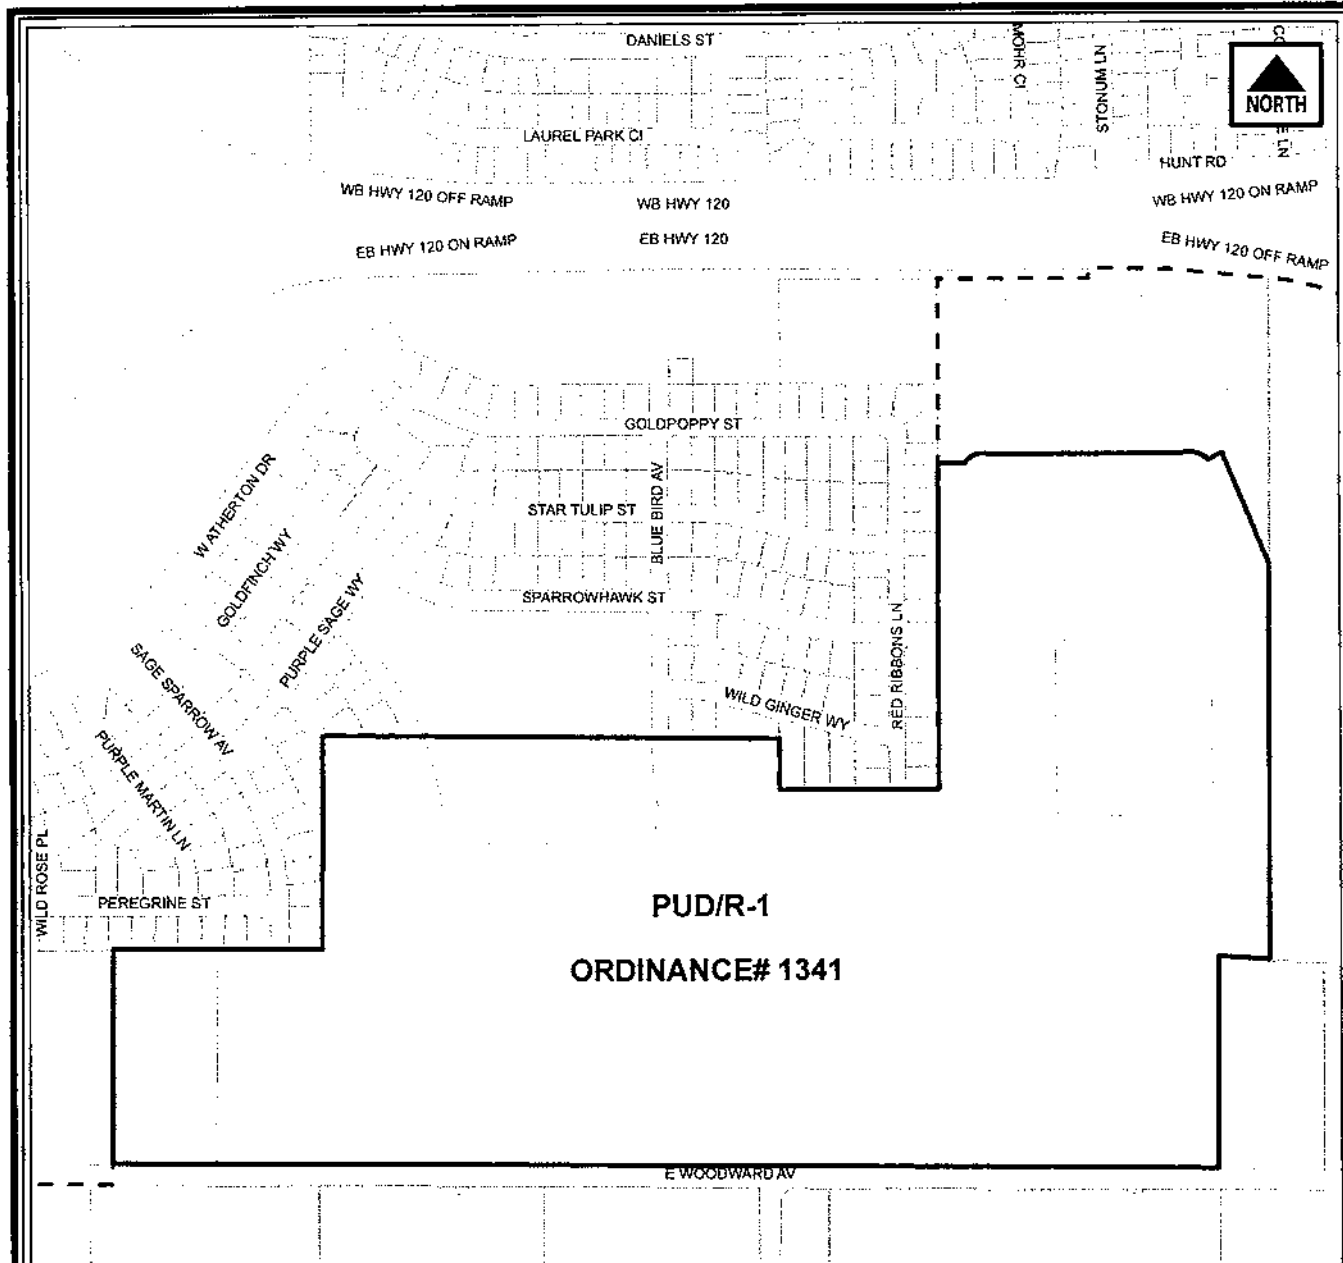 DANIELS ST
MOHR CI
STONUM LN
NORTH
LAUREL PARK CI
HUNT RD
WB HWY 120 OFF RAMP
WB HWY 120
WB HWY 120 ON RAMP
EB HWY 120 ON RAMP
EB HWY 120
EB HWY 120 OFF RAMP
GOLDPOPPY ST
W ATHERTON DR
STAR TULIP ST
BLUE BIRD AV
GOLDFINCH WY
SPARROWHAWK ST
PURPLE SAGE WY
RED RIBBONS LN
SAGE SPARROW AV
WILD GINGER WY
PURPLE MARTIN LN
WILD ROSE PL
PEREGRINE ST
PUD/R-1
ORDINANCE# 1341
E WOODWARD AV